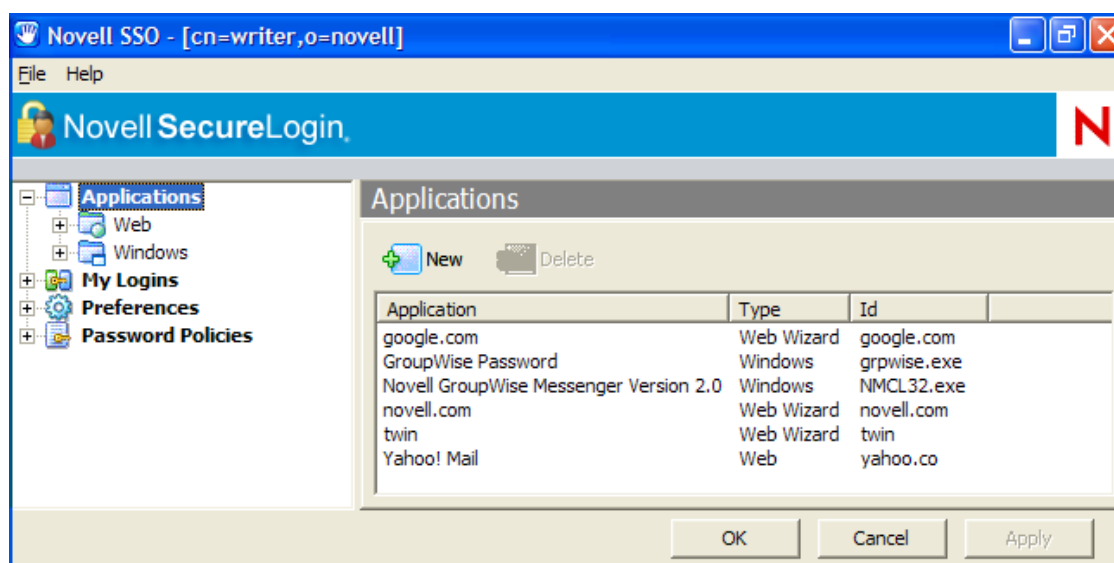 Novell SSO - [cn=writer,o=novell]
File Help
Novell SecureLogin.
N
Applications
Web
Windows
My Logins
Preferences
Password Policies
Applications
New Delete
Application Type Id
google.com Web Wizard google.com
GroupWise Password Windows grpwise.exe
Novell GroupWise Messenger Version 2.0 Windows NMCL32.exe
novell.com Web Wizard novell.com
twin Web Wizard twin
Yahoo! Mail Web yahoo.co
OK Cancel Apply